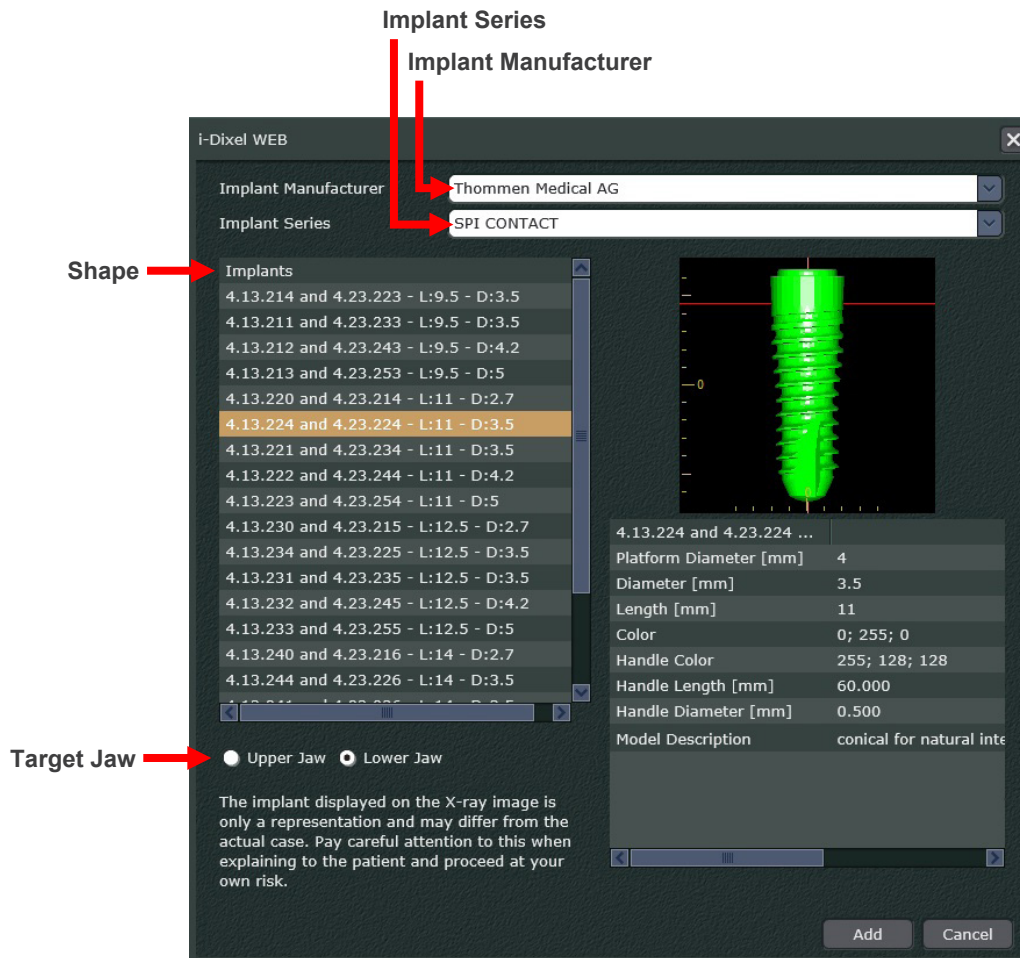 Implant Series
Implant Manufacturer
i-Dixel WEB
Implant Manufacturer
Thommen Medical AG
Implant Series
SPI CONTACT
Shape
Implants
4.13.214 and 4.23.223 - L:9.5 - D:3.5
4.13.211 and 4.23.233 - L:9.5 - D:3.5
4.13.212 and 4.23.243 - L:9.5 - D:4.2
4.13.213 and 4.23.253 - L:9.5 - D:5
4.13.220 and 4.23.214 - L:11 - D:2.7
4.13.224 and 4.23.224 - L:11 - D:3.5
4.13.221 and 4.23.234 - L:11 - D:3.5
4.13.222 and 4.23.244 - L:11 - D:4.2
4.13.223 and 4.23.254 - L:11 - D:5
4.13.230 and 4.23.215 - L:12.5 - D:2.7
4.13.234 and 4.23.225 - L:12.5 - D:3.5
4.13.231 and 4.23.235 - L:12.5 - D:3.5
4.13.232 and 4.23.245 - L:12.5 - D:4.2
4.13.233 and 4.23.255 - L:12.5 - D:5
4.13.240 and 4.23.216 - L:14 - D:2.7
4.13.244 and 4.23.226 - L:14 - D:3.5
0
0
4.13.224 and 4.23.224 ...
Platform Diameter [mm] 4
Diameter [mm] 3.5
Length [mm] 11
Color 0; 255; 0
Handle Color 255; 128; 128
Handle Length [mm] 60.000
Handle Diameter [mm] 0.500
Model Description conical for natural inte
Target Jaw
Upper Jaw Lower Jaw
The implant displayed on the X-ray image is
only a representation and may differ from the
actual case. Pay careful attention to this when
explaining to the patient and proceed at your
own risk.
Add Cancel